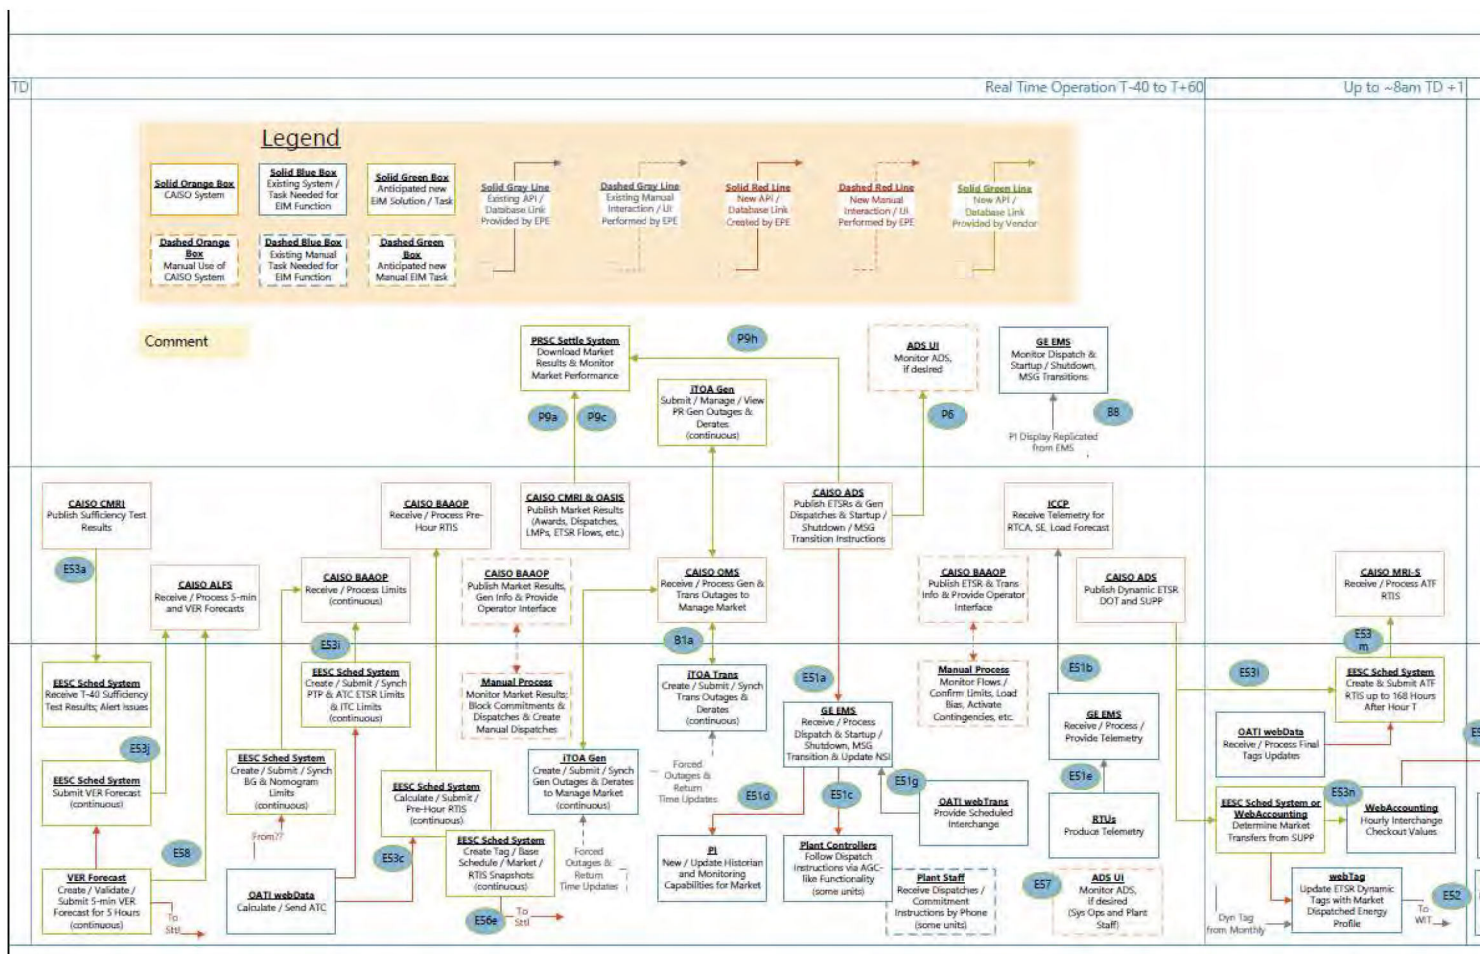 TD
Real Time Operation T-40 to T+60
Up to ~8am TD +1
Legend
Solid Orange Box
CAISO System
Solid Blue Box
Existing System /
Task Needed for
EIM Function
Solid Green Box
Anticipated new
EIM Solution / Task
Solid Gray Line
Existing API /
Database Link
Provided by EPE
Dashed Gray Line
Existing Manual
Interaction / UI
Performed by EPE
Solid Red Line
New API /
Database Link
Created by EPE
Dashed Red Line
New Manual
Interaction / UI
Performed by EPE
Solid Green Line
New API /
Database Link
Provided by Vendor
Dashed Orange
Box
Manual Use of
CAISO System
Dashed Blue Box
Existing Manual
Task Needed for
EIM Function
Dashed Green
Box
Anticipated new
Manual EIM Task
Comment
PRSC Settle System
Download Market
Results & Monitor
Market Performance
P9h
ADS UI
Monitor ADS,
if desired
GE EMS
Monitor Dispatch &
Startup / Shutdown,
MSG Transitions
iTOA Gen
Submit / Manage / View
PR Gen Outages &
Derates
(continuous)
P9a
P9c
P6
B8
PI Display Replicated
from EMS
CAISO CMRI
Publish Sufficiency Test
Results
CAISO BAAOP
Receive / Process Pre-
Hour RTIS
CAISO CMRI & OASIS
Publish Market Results
(Awards, Dispatches,
LMPs, ETSR Flows, etc.)
CAISO ADS
Publish ETSRs & Gen
Dispatches & Startup /
Shutdown / MSG
Transition Instructions
ICCP
Receive Telemetry for
RTCA, SE, Load Forecast
E53a
CAISO ALFS
Receive / Process 5-min
and VER Forecasts
CAISO BAAOP
Receive / Process Limits
(continuous)
CAISO BAAOP
Publish Market Results,
Gen Info & Provide
Operator Interface
CAISO OMS
Receive / Process Gen &
Trans Outages to
Manage Market
CAISO BAAOP
Publish ETSR & Trans
Info & Provide Operator
Interface
CAISO ADS
Publish Dynamic ETSR
DOT and SUPP
CAISO MRI-S
Receive / Process ATF
RTIS
E53i
B1a
E53
m
EESC Sched System
Receive T-40 Sufficiency
Test Results; Alert Issues
EESC Sched System
Create / Submit / Synch
PTP & ATC ETSR Limits
& ITC Limits
(continuous)
Manual Process
Monitor Market Results;
Block Commitments &
Dispatches & Create
Manual Dispatches
iTOA Trans
Create / Submit / Synch
Trans Outages &
Derates
(continuous)
E51a
Manual Process
Monitor Flows /
Confirm Limits, Load
Bias, Activate
Contingencies, etc.
E51b
E53i
EESC Sched System
Create & Submit ATF
RTIS up to 168 Hours
After Hour T
GE EMS
Receive / Process
Dispatch & Startup /
Shutdown, MSG
Transition & Update NSI
GE EMS
Receive / Process /
Provide Telemetry
OATI webData
Receive / Process Final
Tags Updates
E53j
EESC Sched System
Submit VER Forecast
(continuous)
EESC Sched System
Create / Submit / Synch
BG & Nomogram
Limits
(continuous)
EESC Sched System
Calculate / Submit /
Pre-Hour RTIS
(continuous)
iTOA Gen
Create / Submit / Synch
Gen Outages & Derates
to Manage Market
(continuous)
Forced
Outages &
Return
Time Updates
E51d
E51c
E51g
E51e
OATI webTrans
Provide Scheduled
Interchange
RTUs
Produce Telemetry
EESC Sched System or
WebAccounting
Determine Market
Transfers from SUPP
E53n
WebAccounting
Hourly Interchange
Checkout Values
From??
E58
E53c
EESC Sched System
Create Tag / Base
Schedule / Market /
RTIS Snapshots
(continuous)
Forced
Outages &
Return
Time Updates
PI
New / Update Historian
and Monitoring
Capabilities for Market
Plant Controllers
Follow Dispatch
Instructions via AGC-
like Functionality
(some units)
VER Forecast
Create / Validate /
Submit 5-min VER
Forecast for 5 Hours
(continuous)
To
Sttl
OATI webData
Calculate / Send ATC
E56e
To
Sttl
Plant Staff
Receive Dispatches /
Commitment
Instructions by Phone
(some units)
E57
ADS UI
Monitor ADS,
if desired
(Sys Ops and Plant
Staff)
Dyn Tag
from Monthly
webTag
Update ETSR Dynamic
Tags with Market
Dispatched Energy
Profile
To
WIT
E52